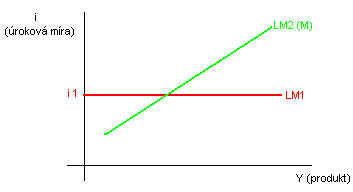 i
(úroková míra)
LM2 (M)
i 1
LM1
Y (produkt)